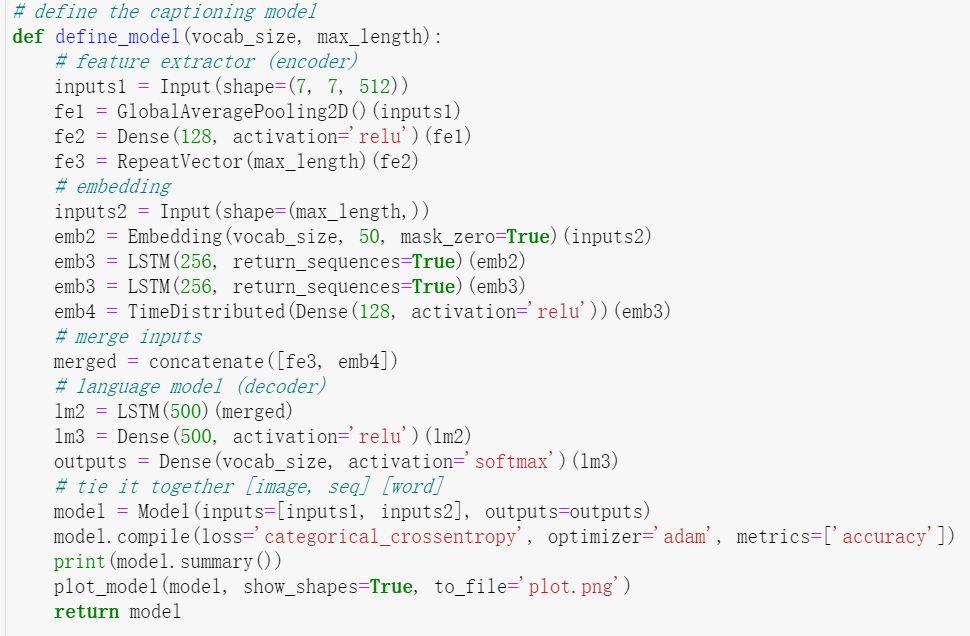 # define the captioning model
def define_model(vocab_size, max_length):
    # feature extractor (encoder)
    inputs1 = Input(shape=(7, 7, 512))
    fe1 = GlobalAveragePooling2D()(inputs1)
    fe2 = Dense(128, activation='relu')(fe1)
    fe3 = RepeatVector(max_length)(fe2)
    # embedding
    inputs2 = Input(shape=(max_length,))
    emb2 = Embedding(vocab_size, 50, mask_zero=True)(inputs2)
    emb3 = LSTM(256, return_sequences=True)(emb2)
    emb3 = LSTM(256, return_sequences=True)(emb3)
    emb4 = TimeDistributed(Dense(128, activation='relu'))(emb3)
    # merge inputs
    merged = concatenate([fe3, emb4])
    # language model (decoder)
    lm2 = LSTM(500)(merged)
    lm3 = Dense(500, activation='relu')(lm2)
    outputs = Dense(vocab_size, activation='softmax')(lm3)
    # tie it together [image, seq] [word]
    model = Model(inputs=[inputs1, inputs2], outputs=outputs)
    model.compile(loss='categorical_crossentropy', optimizer='adam', metrics=['accuracy'])
    print(model.summary())
    plot_model(model, show_shapes=True, to_file='plot.png')
    return model